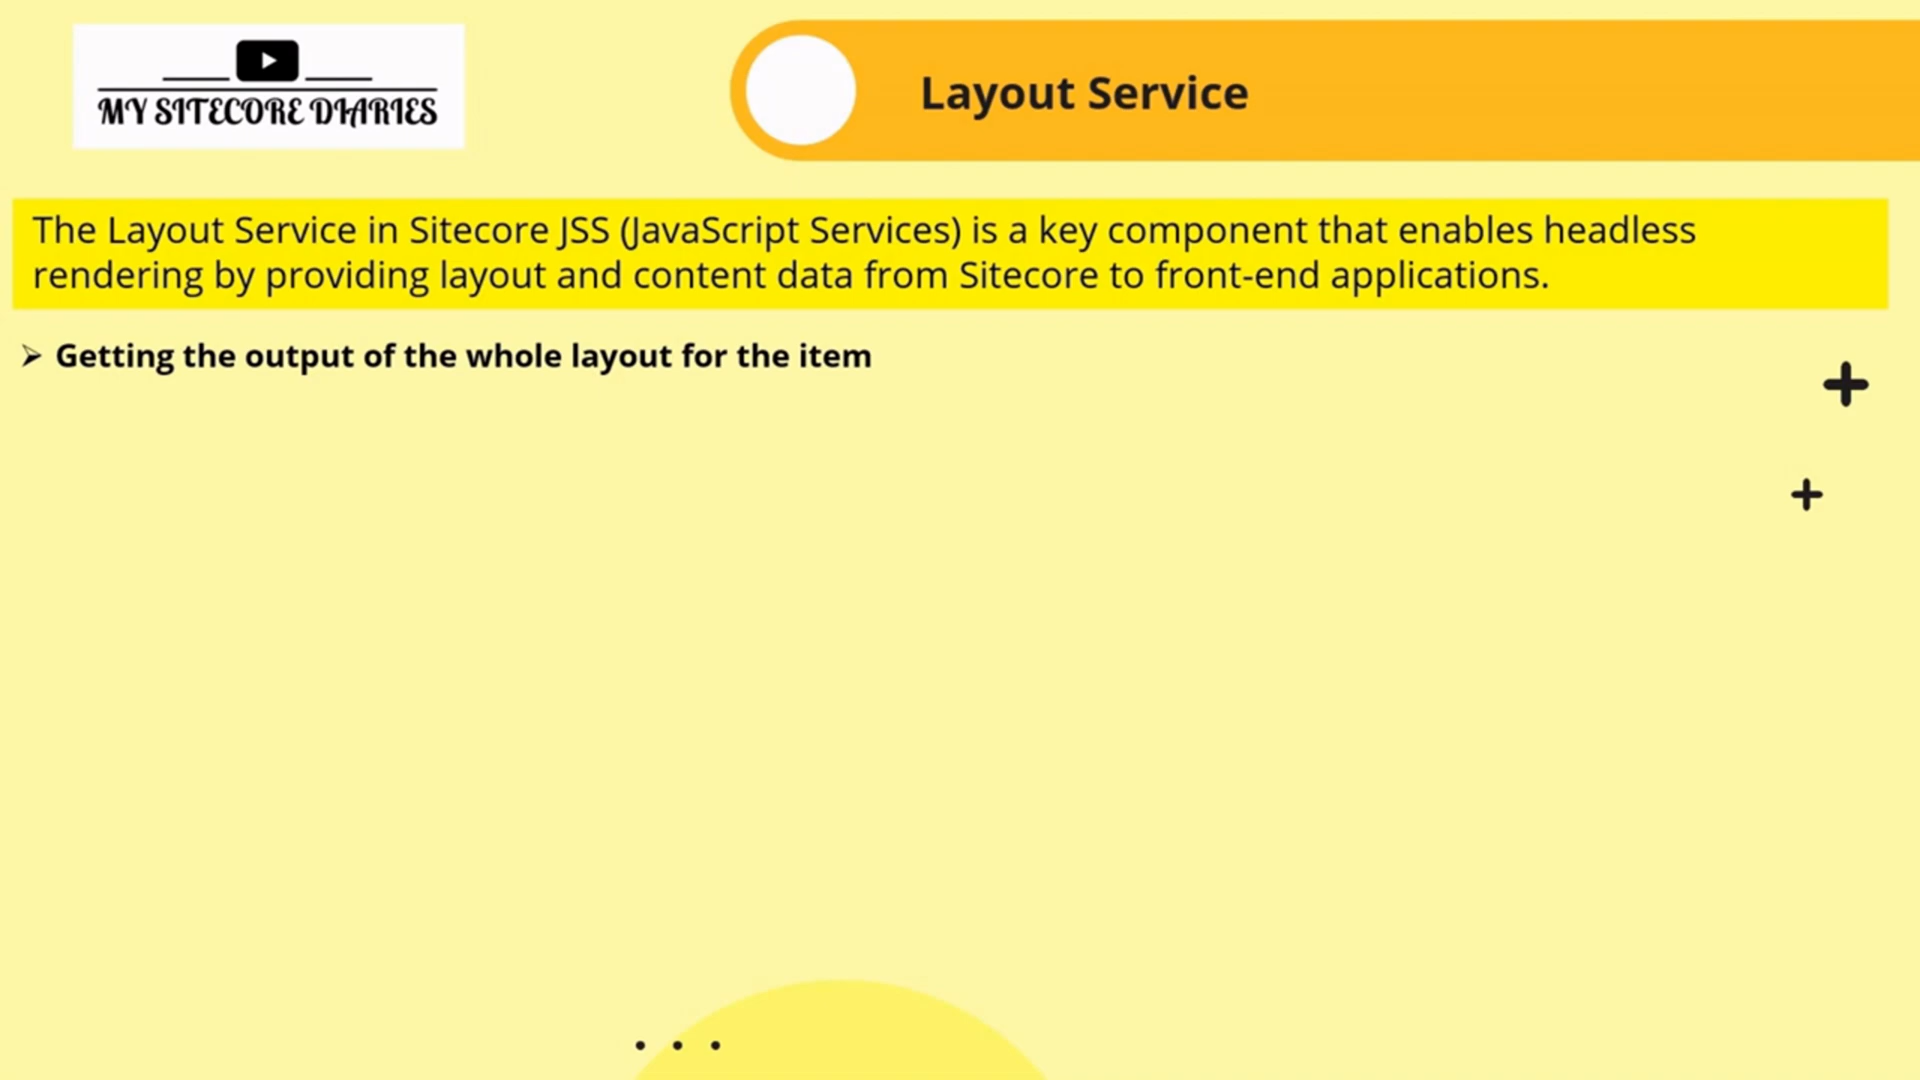 MY SITECORE DIARIES
Layout Service
The Layout Service in Sitecore JSS (JavaScript Services) is a key component that enables headless
rendering by providing layout and content data from Sitecore to front-end applications.
➢ Getting the output of the whole layout for the item